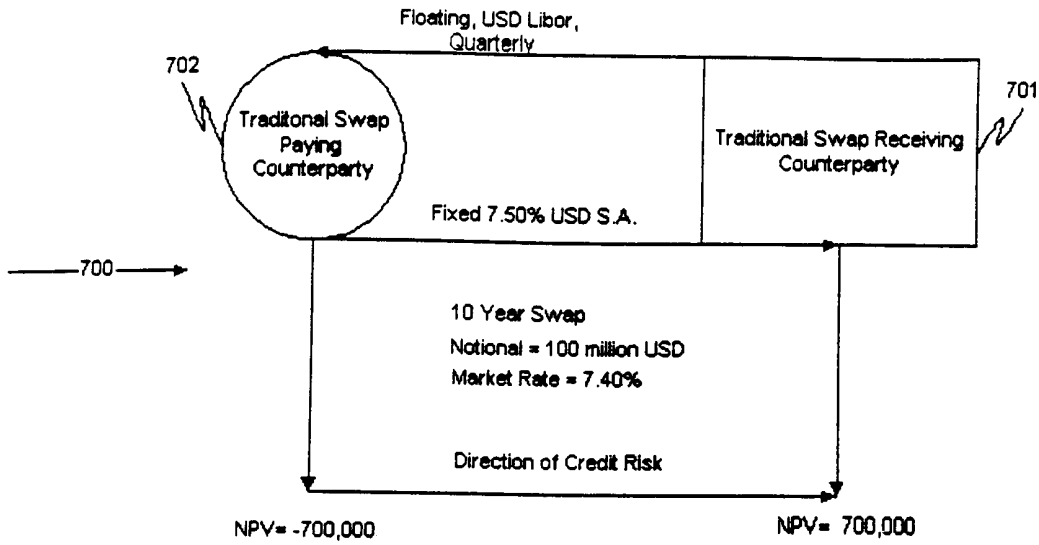 Floating, USD Libor,
Quarterly
702
701
Traditonal Swap
Paying
Counterparty
Traditional Swap Receiving
Counterparty
Fixed 7.50% USD S.A.
700
10 Year Swap
Notional = 100 million USD
Market Rate = 7.40%
Direction of Credit Risk
NPV= -700,000
NPV= 700,000